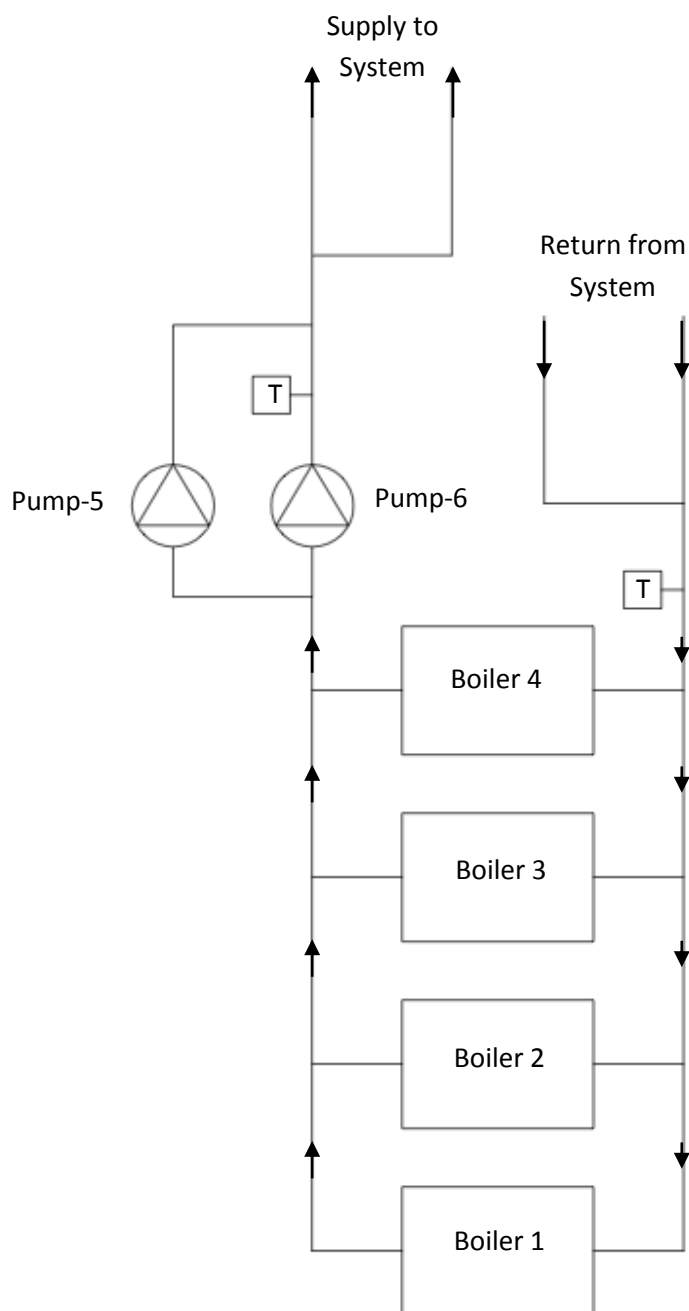 Supply to
System
Return from
System
T
Pump-5
Pump-6
T
Boiler 4
Boiler 3
Boiler 2
Boiler 1